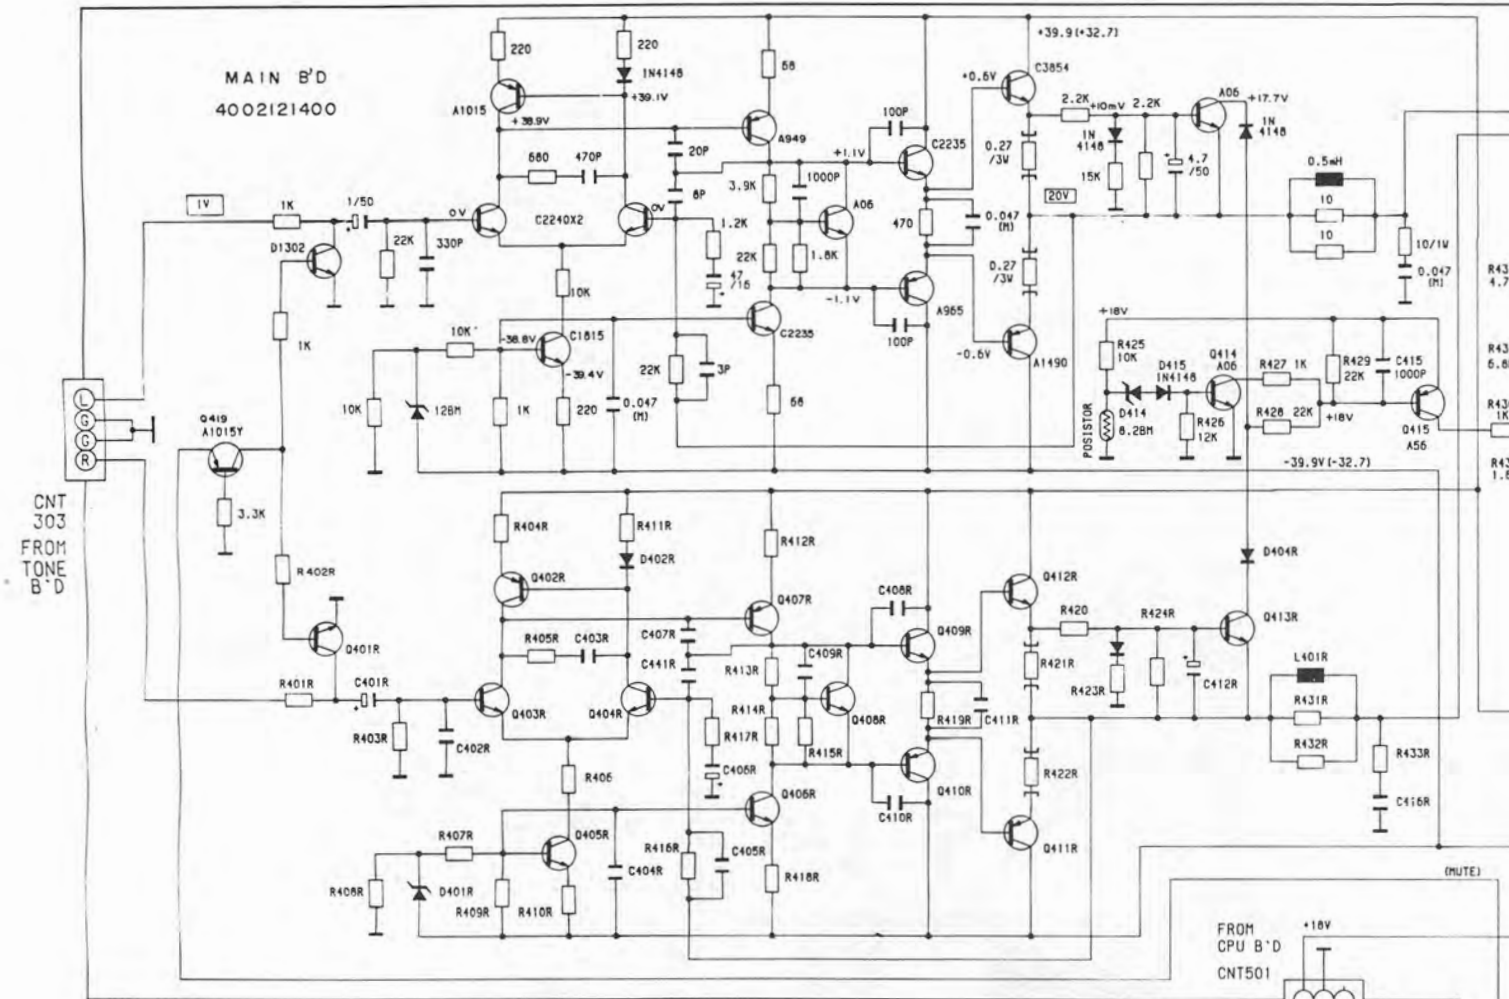 MAIN B'D
4002121400
220
220
1N4148
A1015
+39.1V
+38.9V
68
A949
680
470P
20P
8P
C2240X2
0V
0V
1V
1K
1/50
D1302
22K
330P
1K
10K
10K
-38.8V
C1815
-39.4V
10K
12BM
1K
220
0.047
(M)
22K
3P
1.2K
47
/16
3.9K
1000P
22K
1.8K
A06
C2235
68
100P
+1.1V
C2235
470
0.047
(M)
-1.1V
A965
100P
+39.9(+32.7)
+0.6V
C3854
0.27
/3W
0.27
/3W
-0.6V
A1490
2.2K
+10mV
2.2K
1N
4148
15K
4.7
/50
A06
+17.7V
1N
4148
20V
0.5mH
10
10
10/1W
0.047
(M)
+18V
R425
10K
POSISTOR
D414
8.2BM
D415
1N4148
R426
12K
Q414
A06
R427 1K
R428 22K
R429
22K
+18V
C415
1000P
Q415
A56
-39.9V(-32.7)
L
G
G
R
CNT
303
FROM
TONE
B'D
Q419
A1015Y
3.3K
R402R
Q401R
R401R
C401R
R403R
C402R
R404R
R411R
D402R
Q402R
R405R
C403R
Q403R
Q404R
R406
R407R
Q405R
R408R
D401R
R409R
R410R
C404R
R416R
C405R
C407R
C441R
R417R
C406R
R412R
Q407R
R413R
C409R
R414R
R415R
Q408R
Q406R
R418R
C408R
Q409R
R419R
C411R
Q410R
C410R
Q412R
R421R
R422R
Q411R
R420
R424R
R423R
C412R
D404R
Q413R
L401R
R431R
R432R
R433R
C416R
(MUTE)
FROM
CPU B'D
CNT501
+18V